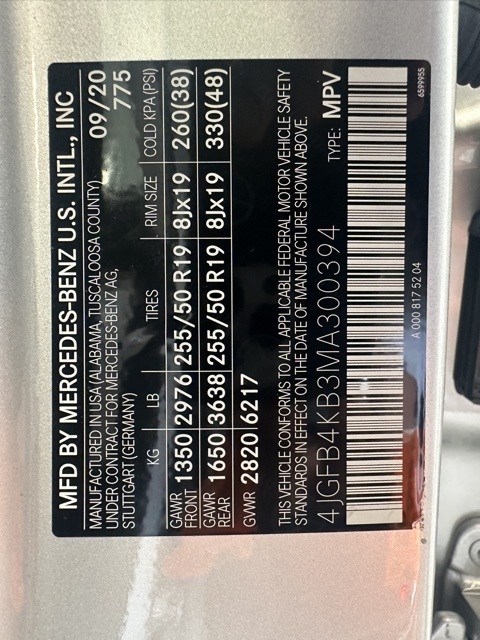 MFD BY MERCEDES-BENZ U.S. INTL., INC
MANUFACTURED IN USA (ALABAMA, TUSCALOOSA COUNTY) 09/20
UNDER CONTRACT FOR MERCEDES-BENZ AG, 775
STUTTGART (GERMANY)
KG LB TIRES RIM SIZE COLD KPA (PSI)
GAWR FRONT 1350 2976 255/50 R19 8Jx19 260(38)
GAWR REAR 1650 3638 255/50 R19 8Jx19 330(48)
GVWR 2820 6217
THIS VEHICLE CONFORMS TO ALL APPLICABLE FEDERAL MOTOR VEHICLE SAFETY
STANDARDS IN EFFECT ON THE DATE OF MANUFACTURE SHOWN ABOVE.
4JGFB4KB3MA300394 TYPE: MPV
A 000 817 52 04
6599955